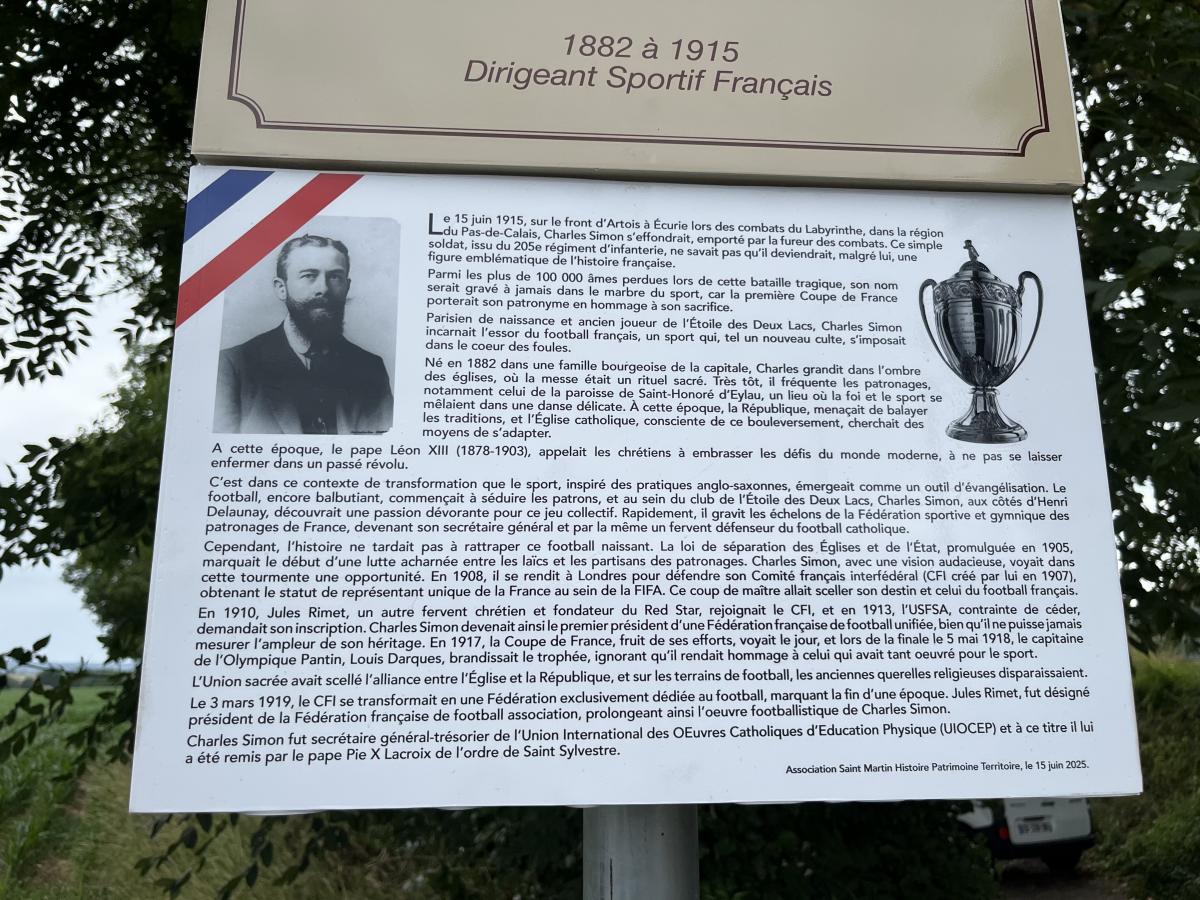 1882 à 1915
Dirigeant Sportif Français
Le 15 juin 1915, sur le front d'Artois à Écurie lors des combats du Labyrinthe, dans la région
du Pas-de-Calais, Charles Simon s'effondrait, emporté par la fureur des combats. Ce simple
soldat, issu du 205e régiment d'infanterie, ne savait pas qu'il deviendrait, malgré lui, une
figure emblématique de l'histoire française.
Parmi les plus de 100 000 âmes perdues lors de cette bataille tragique, son nom
serait gravé à jamais dans le marbre du sport, car la première Coupe de France
porterait son patronyme en hommage à son sacrifice.
Parisien de naissance et ancien joueur de l'Étoile des Deux Lacs, Charles Simon
incarnait l'essor du football français, un sport qui, tel un nouveau culte, s'imposait
dans le coeur des foules.
Né en 1882 dans une famille bourgeoise de la capitale, Charles grandit dans l'ombre
des églises, où la messe était un rituel sacré. Très tôt, il fréquente les patronages,
notamment celui de la paroisse de Saint-Honoré d'Eylau, un lieu où la foi et le sport se
mêlaient dans une danse délicate. À cette époque, la République, menaçait de balayer
les traditions, et l'Église catholique, consciente de ce bouleversement, cherchait des
moyens de s'adapter.
A cette époque, le pape Léon XIII (1878-1903), appelait les chrétiens à embrasser les défis du monde moderne, à ne pas se laisser
enfermer dans un passé révolu.
C'est dans ce contexte de transformation que le sport, inspiré des pratiques anglo-saxonnes, émergeait comme un outil d'évangélisation. Le
football, encore balbutiant, commençait à séduire les patrons, et au sein du club de l'Étoile des Deux Lacs, Charles Simon, aux côtés d'Henri
Delaunay, découvrait une passion dévorante pour ce jeu collectif. Rapidement, il gravit les échelons de la Fédération sportive et gymnique des
patronages de France, devenant son secrétaire général et par la même un fervent défenseur du football catholique.
Cependant, l'histoire ne tardait pas à rattraper ce football naissant. La loi de séparation des Églises et de l'État, promulguée en 1905,
marquait le début d'une lutte acharnée entre les laïcs et les partisans des patronages. Charles Simon, avec une vision audacieuse, voyait dans
cette tourmente une opportunité. En 1908, il se rendit à Londres pour défendre son Comité français interfédéral (CFI créé par lui en 1907),
obtenant le statut de représentant unique de la France au sein de la FIFA. Ce coup de maître allait sceller son destin et celui du football français.
En 1910, Jules Rimet, un autre fervent chrétien et fondateur du Red Star, rejoignait le CFI, et en 1913, l'USFSA, contrainte de céder,
demandait son inscription. Charles Simon devenait ainsi le premier président d'une Fédération française de football unifiée, bien qu'il ne puisse jamais
mesurer l'ampleur de son héritage. En 1917, la Coupe de France, fruit de ses efforts, voyait le jour, et lors de la finale le 5 mai 1918, le capitaine
de l'Olympique Pantin, Louis Darques, brandissait le trophée, ignorant qu'il rendait hommage à celui qui avait tant oeuvré pour le sport.
L'Union sacrée avait scellé l'alliance entre l'Église et la République, et sur les terrains de football, les anciennes querelles religieuses disparaissaient.
Le 3 mars 1919, le CFI se transformait en une Fédération exclusivement dédiée au football, marquant la fin d'une époque. Jules Rimet, fut désigné
président de la Fédération française de football association, prolongeant ainsi l'oeuvre footballistique de Charles Simon.
Charles Simon fut secrétaire général-trésorier de l'Union International des OEuvres Catholiques d'Education Physique (UIOCEP) et à ce titre il lui
a été remis par le pape Pie X Lacroix de l'ordre de Saint Sylvestre.
Association Saint Martin Histoire Patrimoine Territoire, le 15 juin 2025.